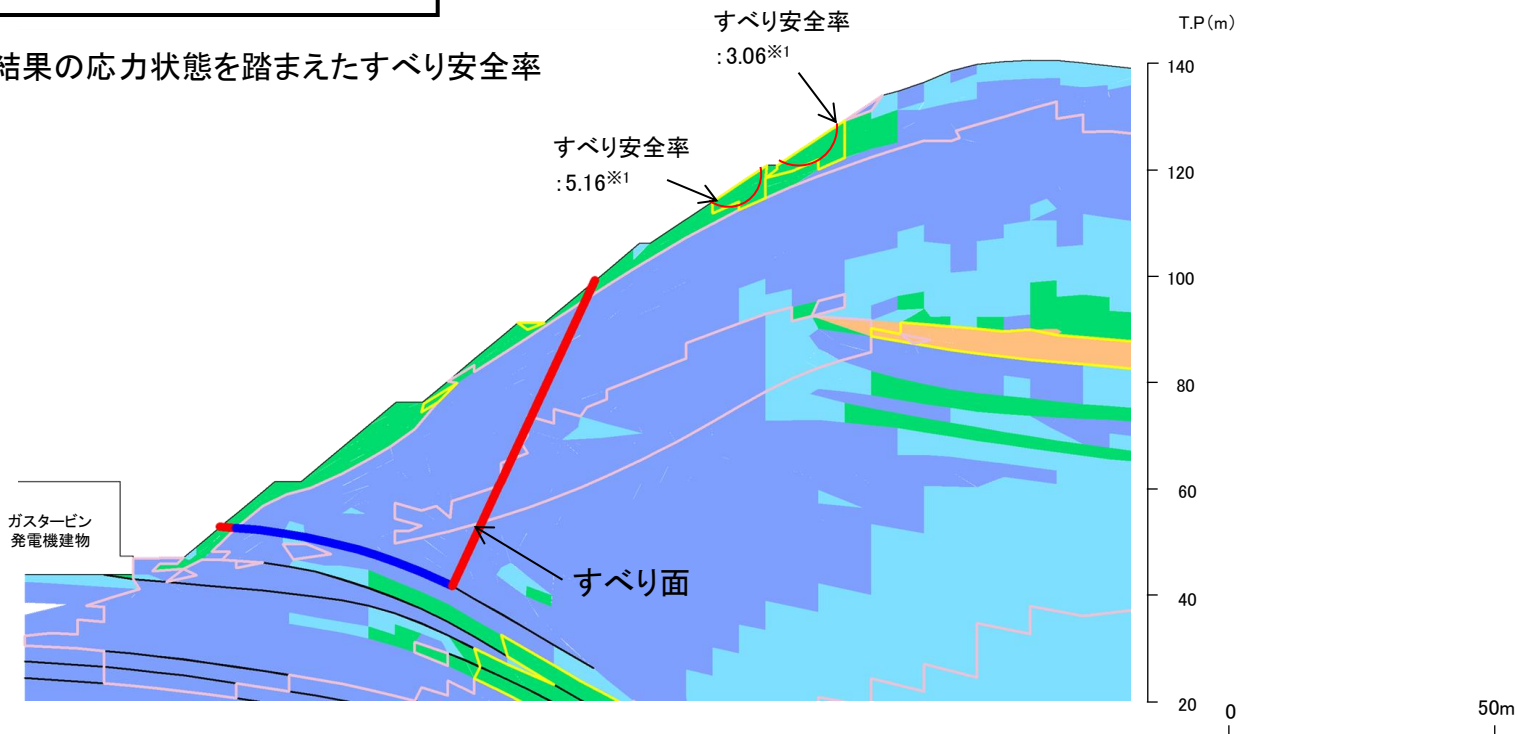 すべり安全率
:3.06※1
T.P(m)
結果の応力状態を踏まえたすべり安全率
140
すべり安全率
:5.16※1
120
100
80
60
ガスタービン
発電機建物
すべり面
40
20
0
50m